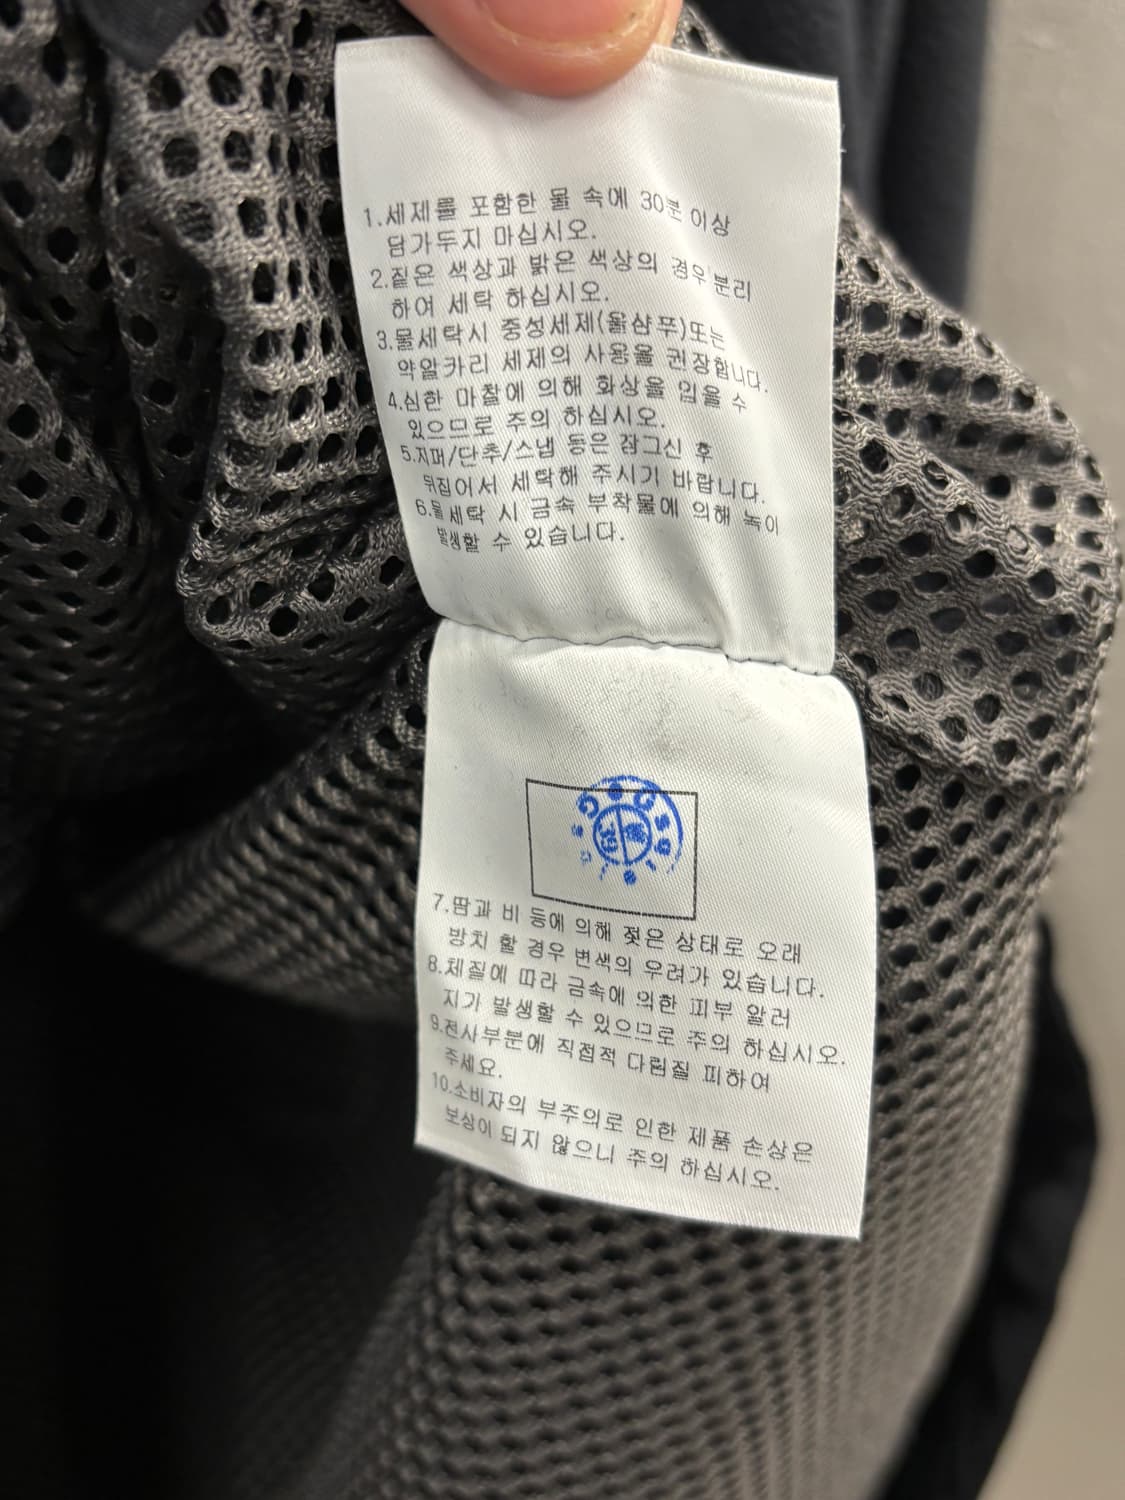 1.세제를 포함한 물 속에 30분 이상
담가두지 마십시오.
2.짙은 색상과 밝은 색상의 경우분리
하여 세탁 하십시오.
3.물세탁시 중성세제(울샴푸)또는
약알카리 세제의 사용을 권장합니다.
4.심한 마찰에 의해 화상을 입을 수
있으므로 주의 하십시오.
5.지퍼/단추/스냅 등은 잠그신 후
뒤집어서 세탁해 주시기 바랍니다.
6.물세탁 시 금속 부착물에 의해 녹이
발생할 수 있습니다.
7.땀과 비 등에 의해 젖은 상태로 오래
방치 할 경우 변색의 우려가 있습니다.
8.체질에 따라 금속에 의한 피부 알러
지가 발생할 수 있으므로 주의 하십시오.
9.전사부분에 직접적 다림질 피하여
주세요.
10.소비자의 부주의로 인한 제품 손상은
보상이 되지 않으니 주의 하십시오.